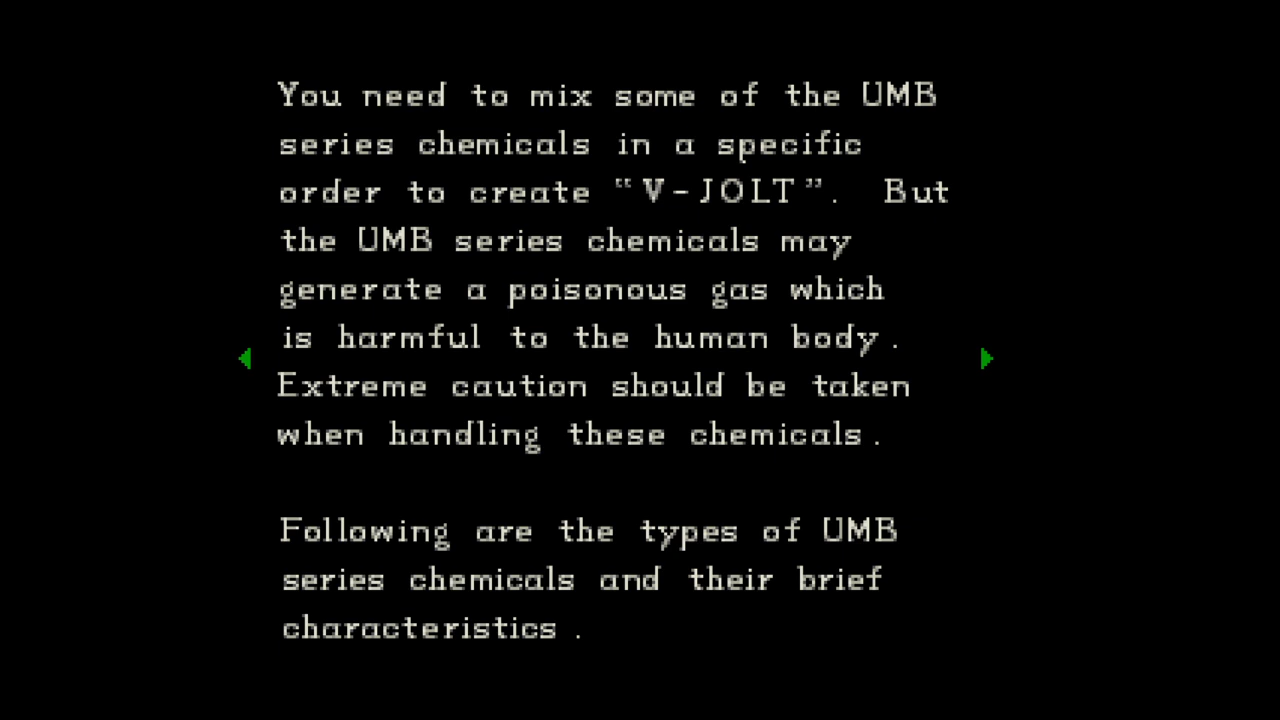 You need to mix some of the UMB
series chemicals in a specific
order to create “V-JOLT”. But
the UMB series chemicals may
generate a poisonous gas which
is harmful to the human body.
Extreme caution should be taken
when handling these chemicals.
Following are the types of UMB
series chemicals and their brief
characteristics.